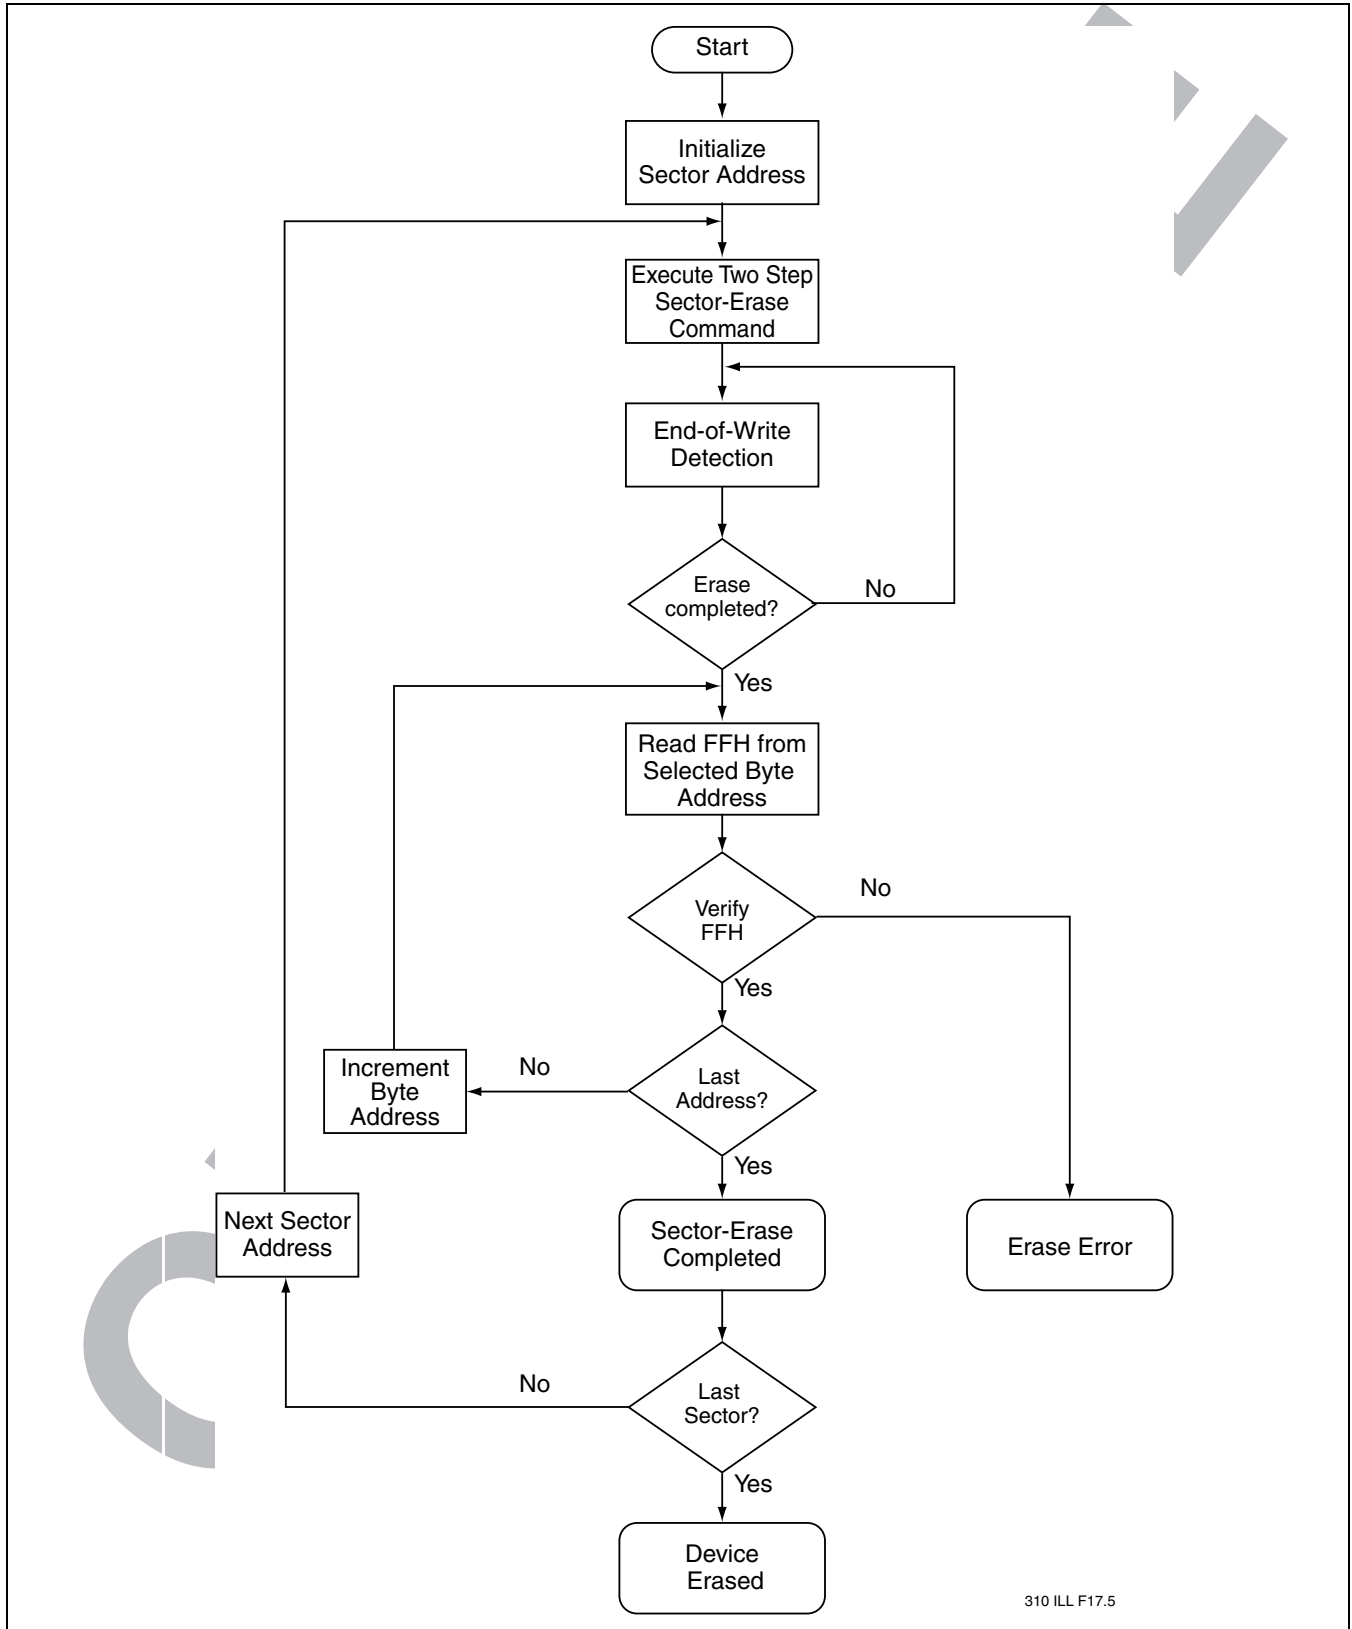 Start
Initialize
Sector Address
Execute Two Step
Sector-Erase
Command
End-of-Write
Detection
Erase
completed?
No
Yes
Read FFH from
Selected Byte
Address
Verify
FFH
No
Yes
Last
Address?
No
Increment
Byte
Address
Yes
Sector-Erase
Completed
Erase Error
Next Sector
Address
Last
Sector?
No
Yes
Device
Erased
310 ILL F17.5